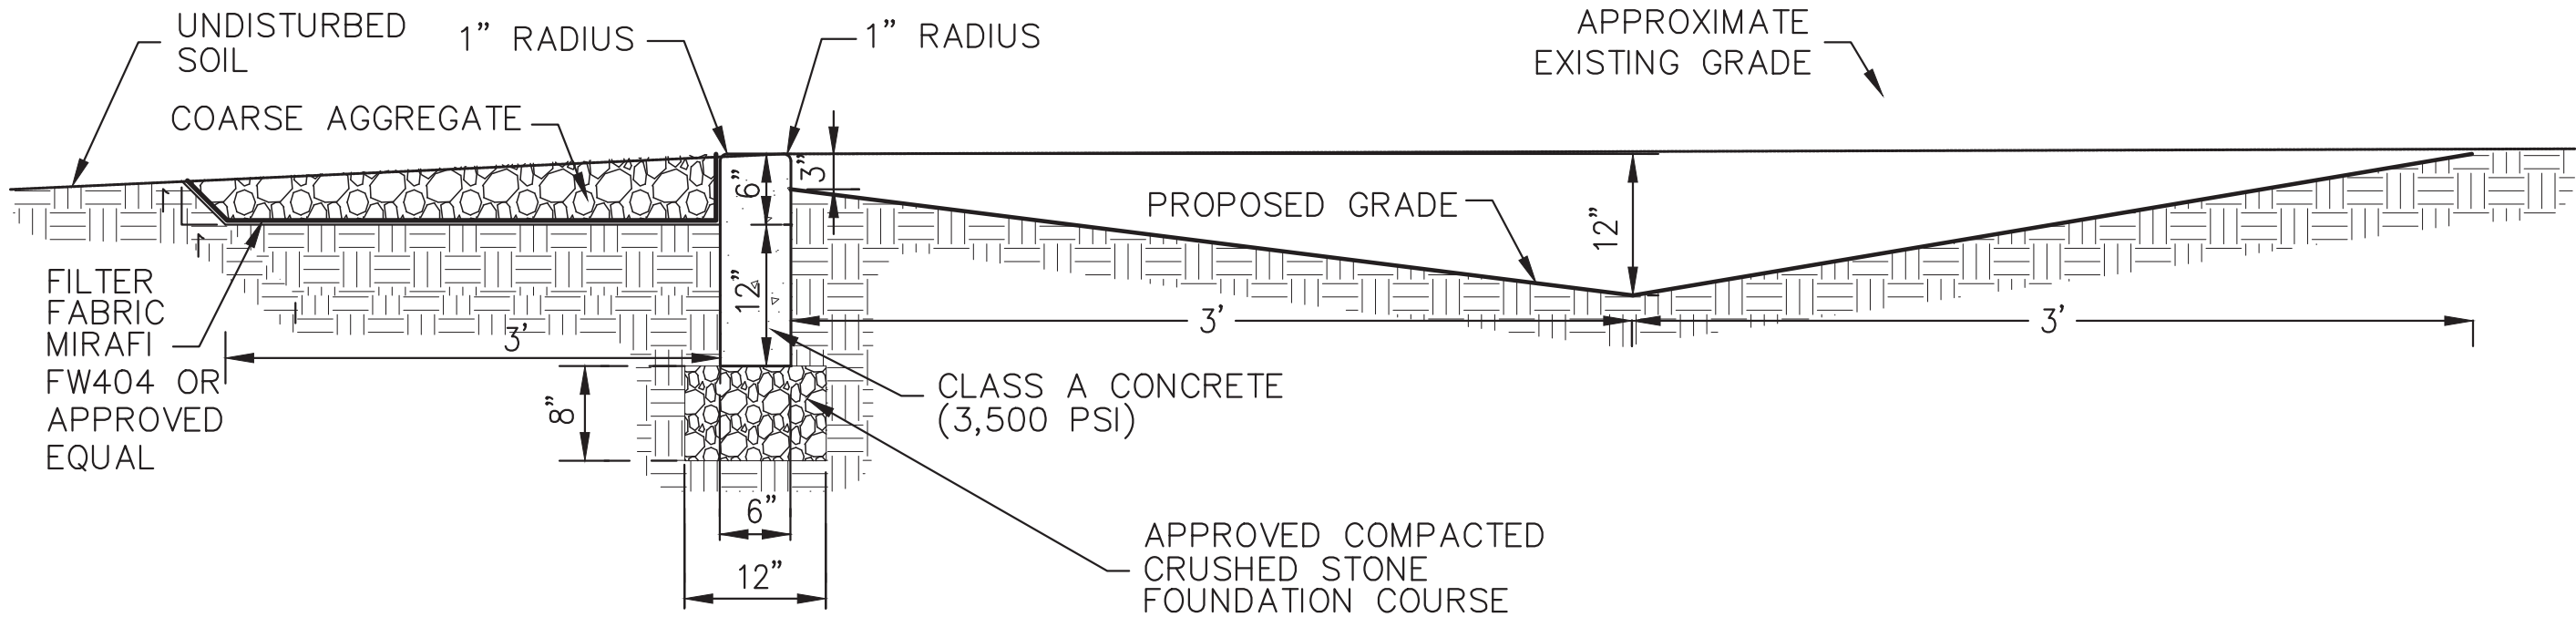 UNDISTURBED
SOIL
1” RADIUS
1” RADIUS
APPROXIMATE
EXISTING GRADE
COARSE AGGREGATE
3”
6”
PROPOSED GRADE
12”
1
1
FILTER
FABRIC
MIRAFI
FW404 OR
APPROVED
EQUAL
12”
3’
3’
3’
8”
CLASS A CONCRETE
(3,500 PSI)
6”
12”
APPROVED COMPACTED
CRUSHED STONE
FOUNDATION COURSE